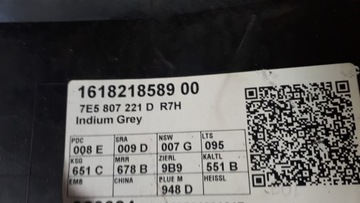 1618218589 00
7E5 807 221 D R7H
Indium Grey
PDC SRA NSW LTS
008 E 009 D 007 G 095
KSG MRR ZIERL KALTL
651 C 678 B 9B9 551 B
EMB CHINA BLUE M HEISSL
948 D